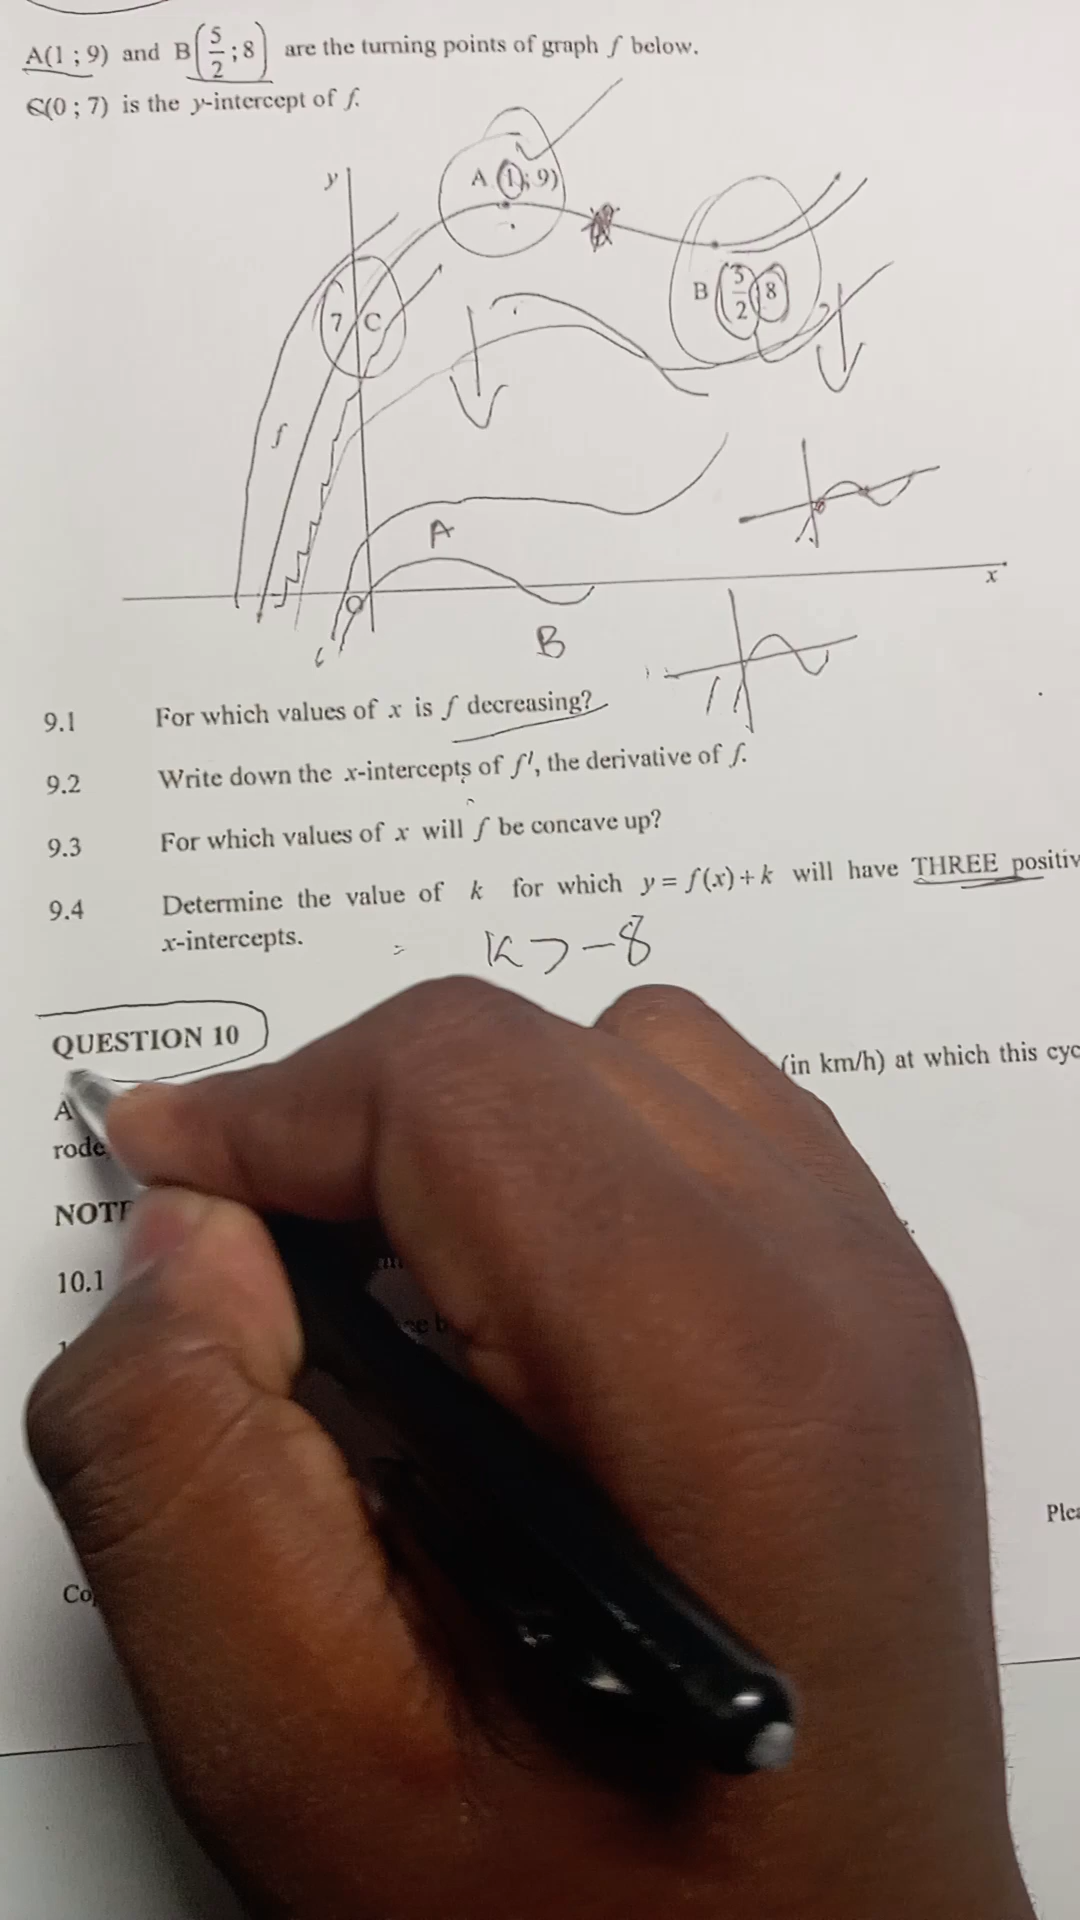 A(1 ; 9) and B(5/2 ; 8) are the turning points of graph f below.
C(0 ; 7) is the y-intercept of f.
y
A (1 ; 9)
B (5/2 ; 8)
7 C
f
A
O
x
B
9.1 For which values of x is f decreasing?
9.2 Write down the x-intercepts of f′, the derivative of f.
9.3 For which values of x will f be concave up?
9.4 Determine the value of k for which y = f(x) + k will have THREE positiv
x-intercepts.
= K > -8
QUESTION 10
A
(in km/h) at which this cyc
rode
NOTE
10.1
Plea
Co